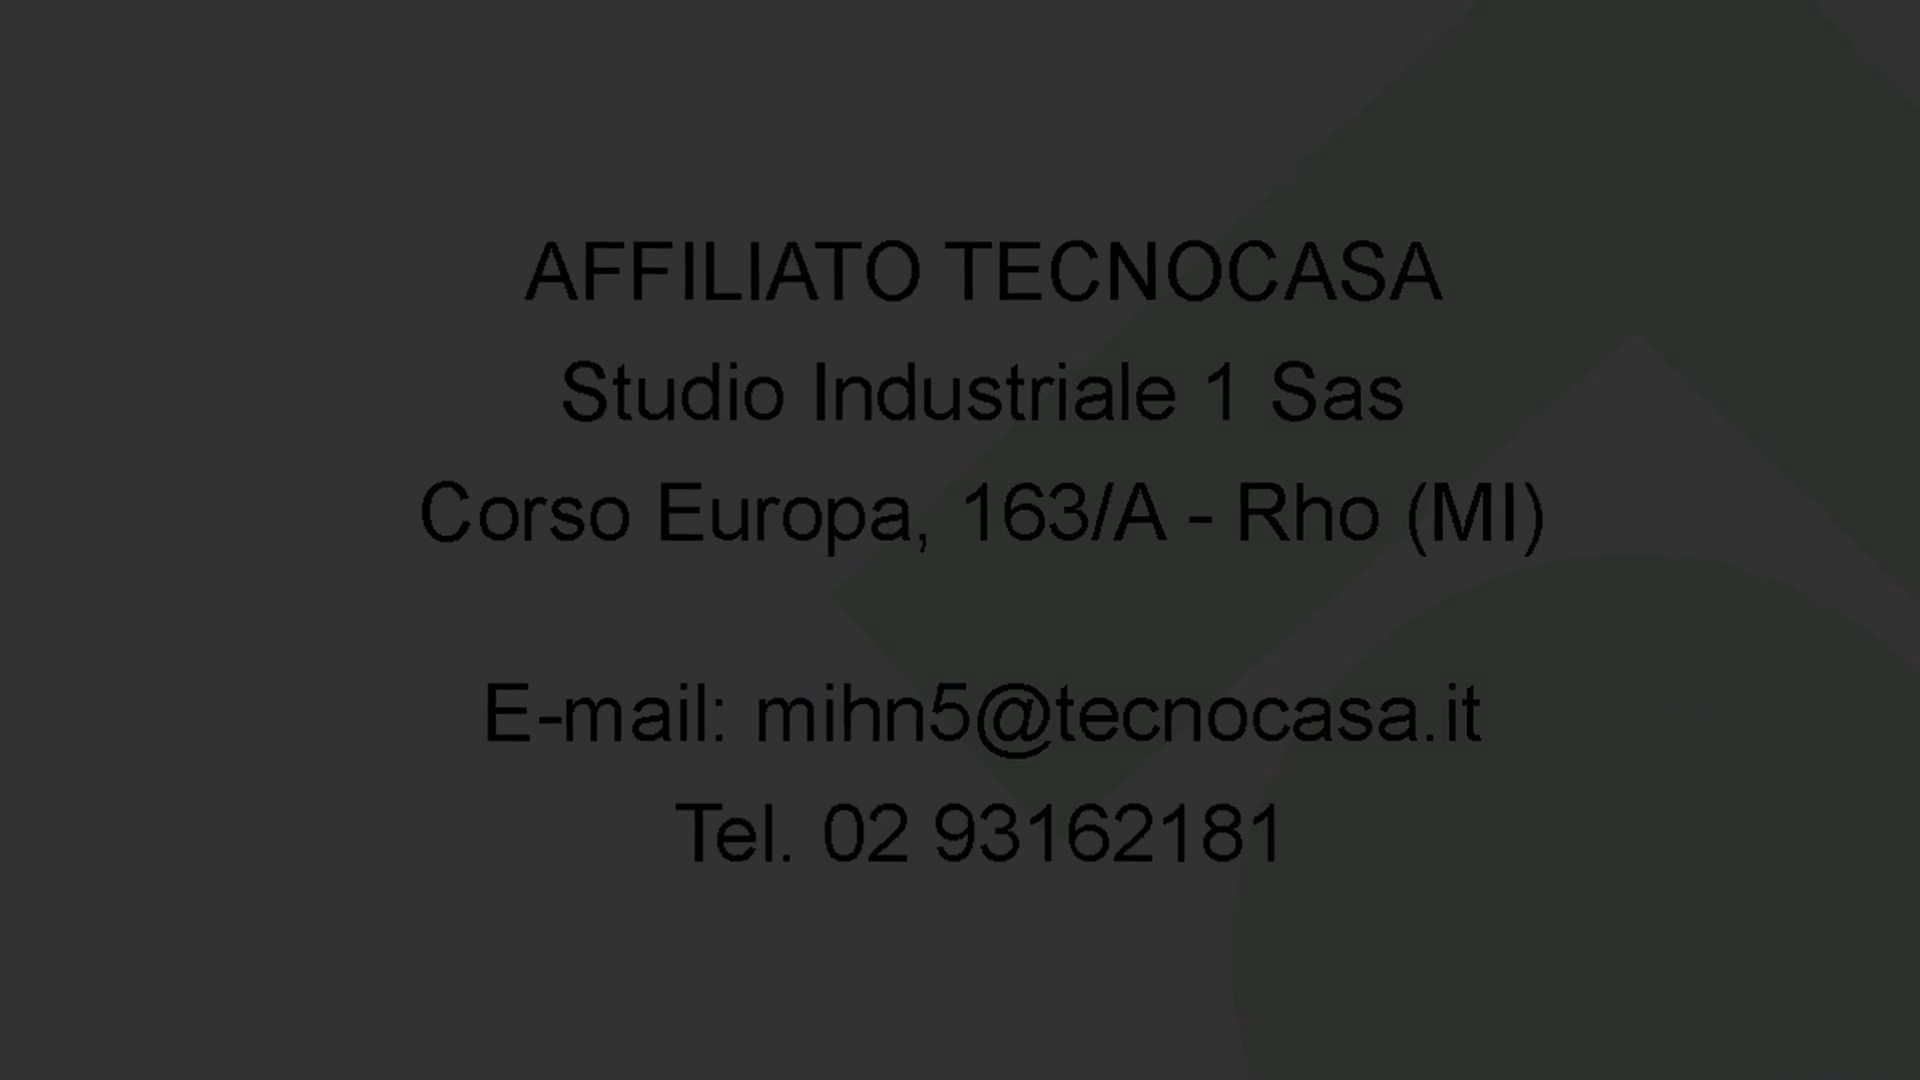 AFFILIATO TECNOCASA
Studio Industriale 1 Sas
Corso Europa, 163/A - Rho (MI)
E-mail: mihn5@tecnocasa.it
Tel. 02 93162181